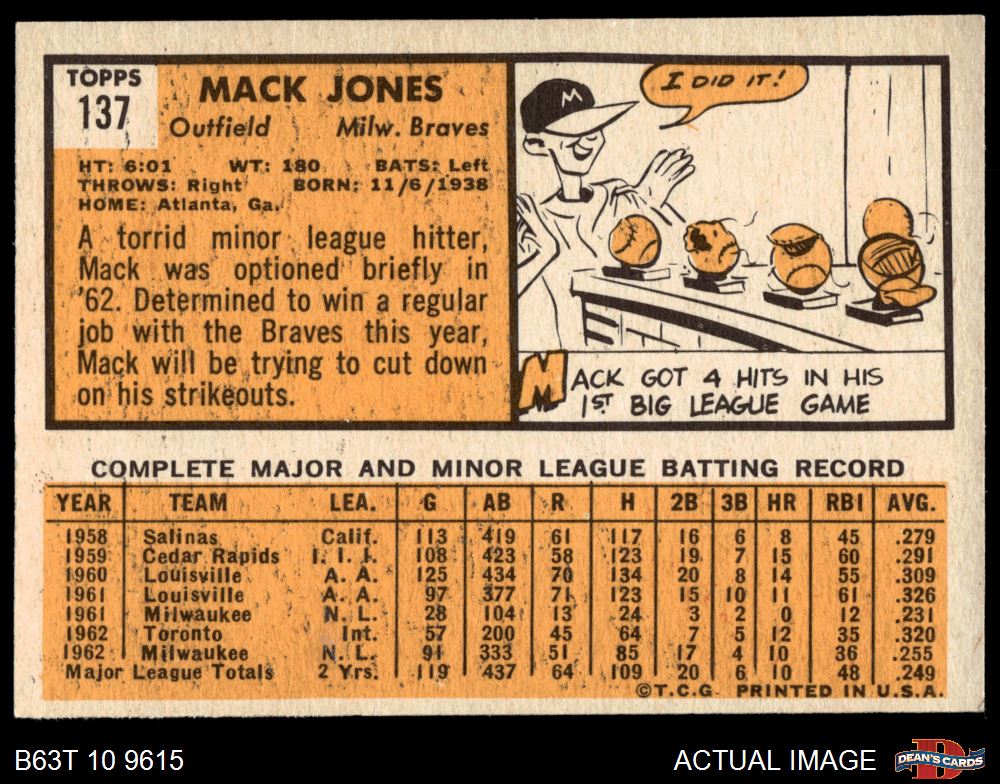 TOPPS
137
MACK JONES
Outfield Milw. Braves
HT: 6:01 WT: 180 BATS: Left
THROWS: Right BORN: 11/6/1938
HOME: Atlanta, Ga.
A torrid minor league hitter,
Mack was optioned briefly in
'62. Determined to win a regular
job with the Braves this year,
Mack will be trying to cut down
on his strikeouts.
I DID IT!
M
MACK GOT 4 HITS IN HIS
1ST BIG LEAGUE GAME
COMPLETE MAJOR AND MINOR LEAGUE BATTING RECORD
YEAR TEAM LEA. G AB R H 2B 3B HR RBI AVG.
1958 Salinas Calif. 113 419 61 117 16 6 8 45 .279
1959 Cedar Rapids I. I. I. 108 423 58 123 19 7 15 60 .291
1960 Louisville A. A. 125 434 70 134 20 8 14 55 .309
1961 Louisville A. A. 97 377 71 123 15 10 11 61 .326
1961 Milwaukee N. L. 28 104 13 24 3 2 0 12 .231
1962 Toronto Int. 57 200 45 64 7 5 12 35 .320
1962 Milwaukee N. L. 91 333 51 85 17 4 10 36 .255
Major League Totals 2 Yrs. 119 437 64 109 20 6 10 48 .249
©T.C.G. PRINTED IN U.S.A.
B63T 10 9615 ACTUAL IMAGE
D
DEAN'S CARDS